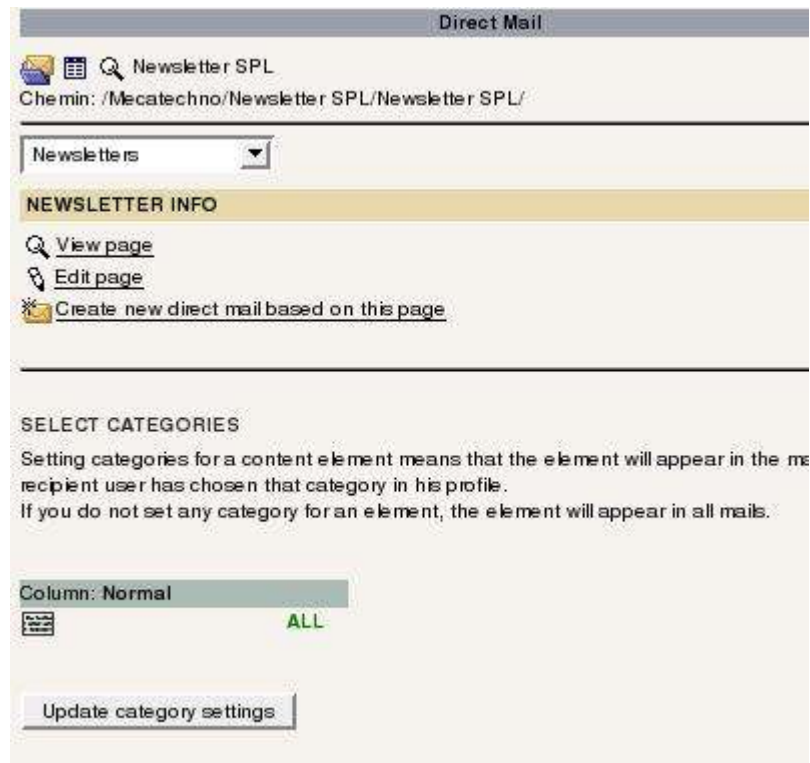 Direct Mail
Newsletter SPL
Chemin: /Mecatechno/Newsletter SPL/Newsletter SPL/
Newsletters
NEWSLETTER INFO
View page
Edit page
Create new direct mail based on this page
SELECT CATEGORIES
Setting categories for a content element means that the element will appear in the
recipient user has chosen that category in his profile.
If you do not set any category for an element, the element will appear in all mails.
Column: Normal
ALL
Update category settings